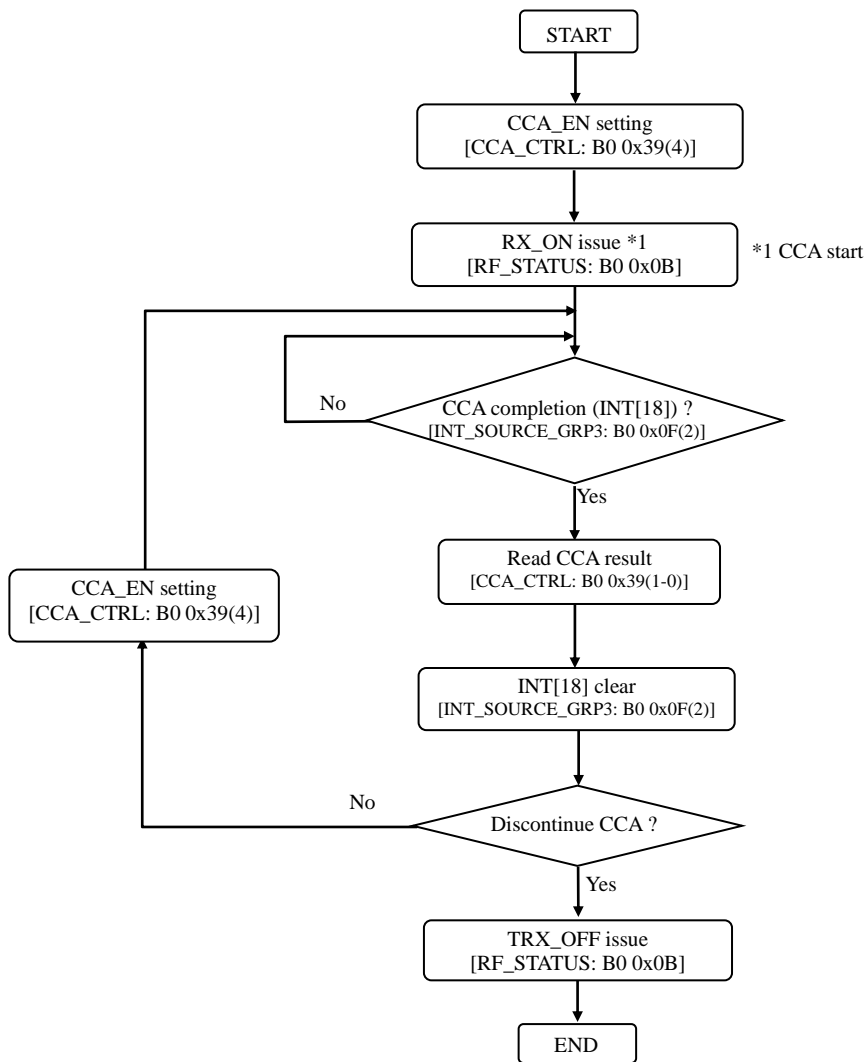 START
CCA_EN setting
[CCA_CTRL: B0 0x39(4)]
RX_ON issue *1
[RF_STATUS: B0 0x0B]
*1 CCA start
No
CCA completion (INT[18]) ?
[INT_SOURCE_GRP3: B0 0x0F(2)]
Yes
Read CCA result
[CCA_CTRL: B0 0x39(1-0)]
CCA_EN setting
[CCA_CTRL: B0 0x39(4)]
INT[18] clear
[INT_SOURCE_GRP3: B0 0x0F(2)]
No
Discontinue CCA ?
Yes
TRX_OFF issue
[RF_STATUS: B0 0x0B]
END